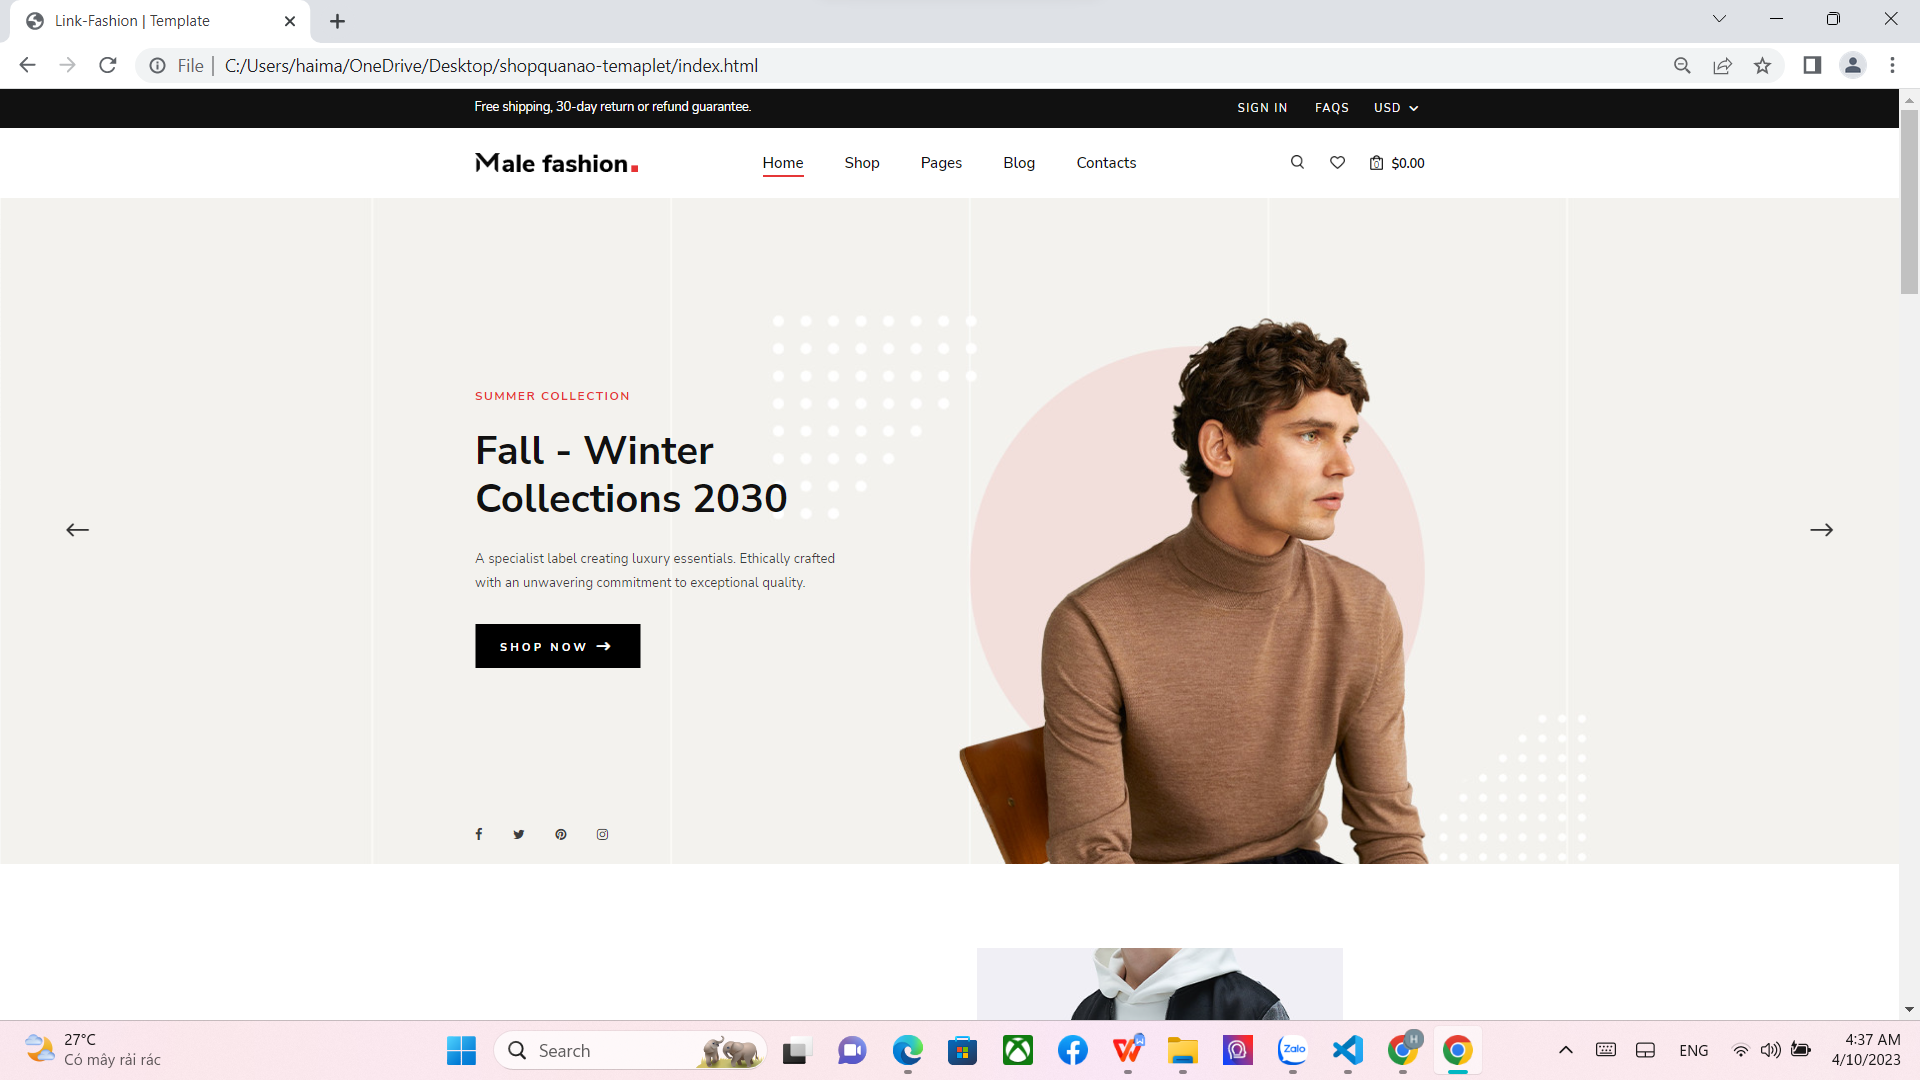 Link-Fashion | Template
File | C:/Users/haima/OneDrive/Desktop/shopquanao-temaplet/index.html
Free shipping, 30-day return or refund guarantee.
SIGN IN FAQS USD
Male fashion.
Home Shop Pages Blog Contacts
0 $0.00
SUMMER COLLECTION
Fall - Winter
Collections 2030
A specialist label creating luxury essentials. Ethically crafted
with an unwavering commitment to exceptional quality.
SHOP NOW
27°C
Có mây rải rác
Search
Zalo
H
ENG
4:37 AM
4/10/2023